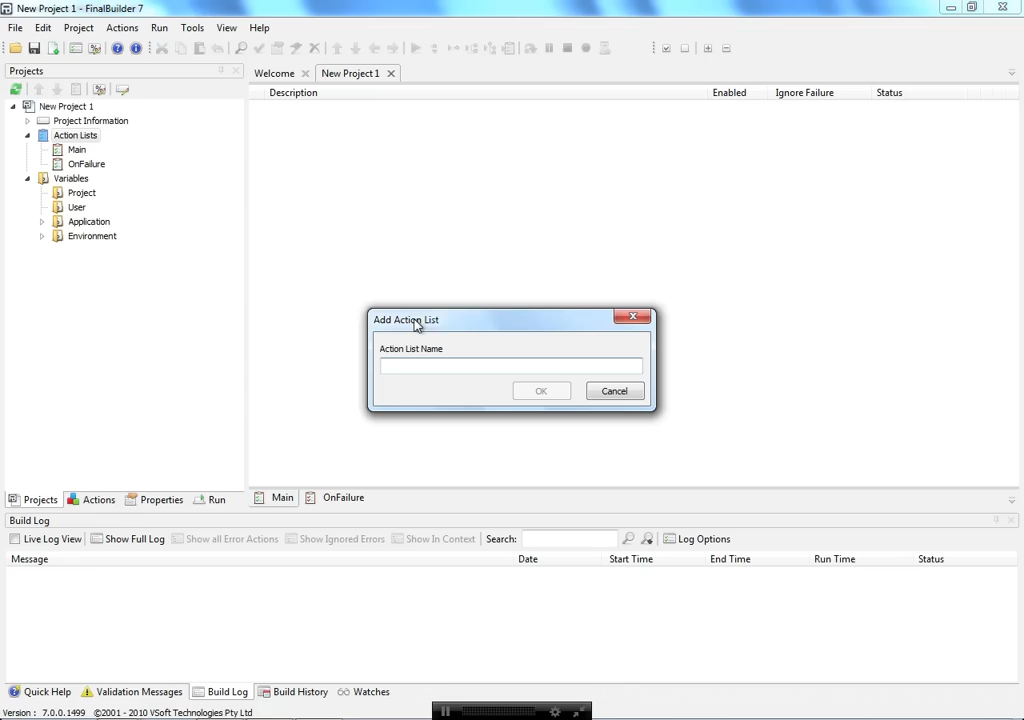 New Project 1 - FinalBuilder 7
File Edit Project Actions Run Tools View Help
Projects
Welcome New Project 1
Description Enabled Ignore Failure Status
New Project 1
Project Information
Action Lists
Main
OnFailure
Variables
Project
User
Application
Environment
Add Action List
Action List Name
OK Cancel
Projects Actions Properties Run
Main OnFailure
Build Log
Live Log View Show Full Log Show all Error Actions Show Ignored Errors Show In Context Search: Log Options
Message Date Start Time End Time Run Time Status
Quick Help Validation Messages Build Log Build History Watches
Version : 7.0.0.1499 ©2001 - 2010 VSoft Technologies Pty Ltd